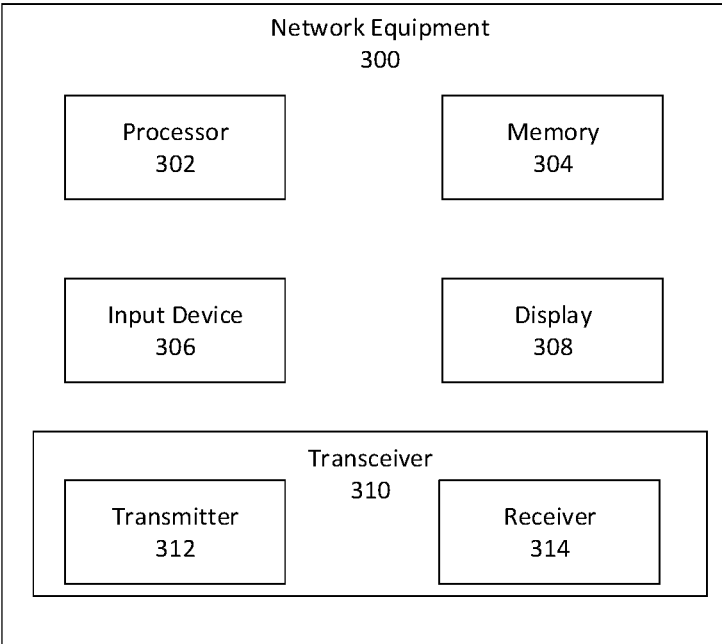 Network Equipment
300
Processor
302
Memory
304
Input Device
306
Display
308
Transceiver
310
Transmitter
312
Receiver
314